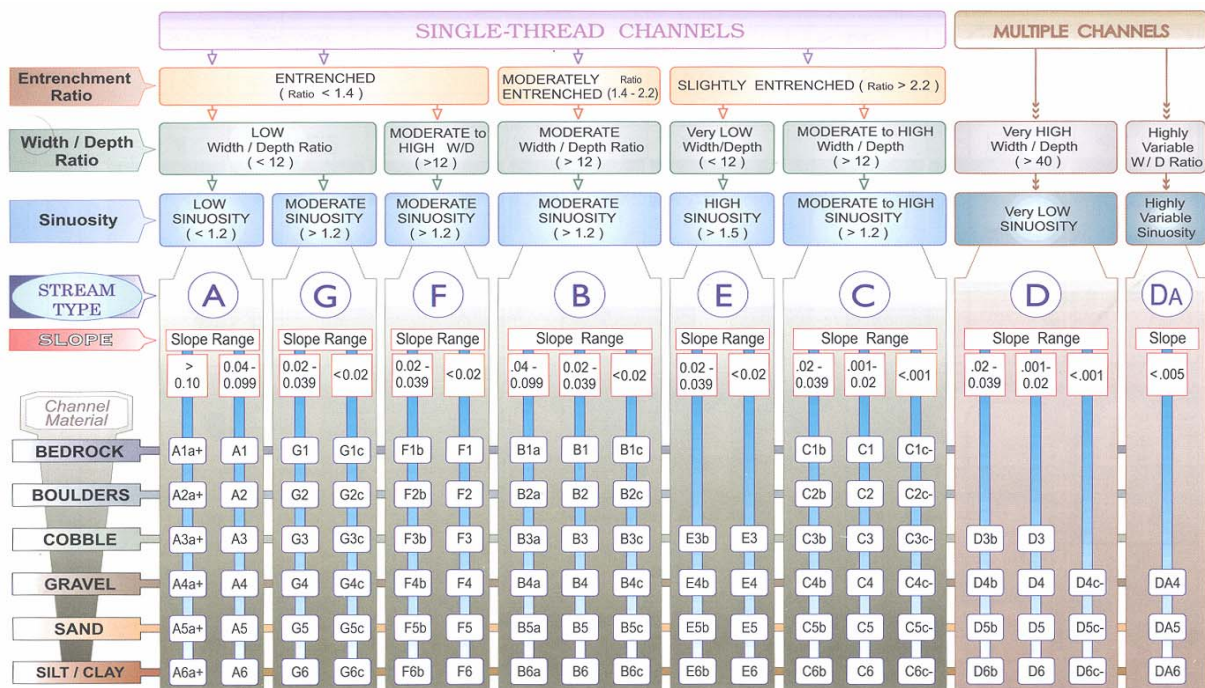 SINGLE-THREAD CHANNELS
MULTIPLE CHANNELS
Entrenchment
Ratio
ENTRENCHED
( Ratio < 1.4 )
MODERATELY Ratio
ENTRENCHED (1.4 - 2.2)
SLIGHTLY ENTRENCHED ( Ratio > 2.2 )
Width / Depth
Ratio
LOW
Width / Depth Ratio
( < 12 )
MODERATE to
HIGH W/D
( >12 )
MODERATE
Width / Depth Ratio
( > 12 )
Very LOW
Width/Depth
( < 12 )
MODERATE to HIGH
Width / Depth
( > 12 )
Very HIGH
Width / Depth
( > 40 )
Highly
Variable
W / D Ratio
Sinuosity
LOW
SINUOSITY
( < 1.2 )
MODERATE
SINUOSITY
( > 1.2 )
MODERATE
SINUOSITY
( > 1.2 )
MODERATE
SINUOSITY
( > 1.2 )
HIGH
SINUOSITY
( > 1.5 )
MODERATE to HIGH
SINUOSITY
( > 1.2 )
Very LOW
SINUOSITY
Highly
Variable
Sinuosity
STREAM
TYPE
A G F B E C D DA
SLOPE
Slope Range Slope Range Slope Range Slope Range Slope Range Slope Range Slope Range Slope
>
0.10
0.04 -
0.099
0.02 -
0.039
<0.02
0.02 -
0.039
<0.02
.04 -
0.099
0.02 -
0.039
<0.02
0.02 -
0.039
<0.02
.02 -
0.039
.001-
0.02
<.001
.02 -
0.039
.001-
0.02
<.001
<.005
Channel
Material
BEDROCK A1a+ A1 G1 G1c F1b F1 B1a B1 B1c C1b C1 C1c-
BOULDERS A2a+ A2 G2 G2c F2b F2 B2a B2 B2c C2b C2 C2c-
COBBLE A3a+ A3 G3 G3c F3b F3 B3a B3 B3c E3b E3 C3b C3 C3c- D3b D3
GRAVEL A4a+ A4 G4 G4c F4b F4 B4a B4 B4c E4b E4 C4b C4 C4c- D4b D4 D4c- DA4
SAND A5a+ A5 G5 G5c F5b F5 B5a B5 B5c E5b E5 C5b C5 C5c- D5b D5 D5c- DA5
SILT / CLAY A6a+ A6 G6 G6c F6b F6 B6a B6 B6c E6b E6 C6b C6 C6c- D6b D6 D6c- DA6